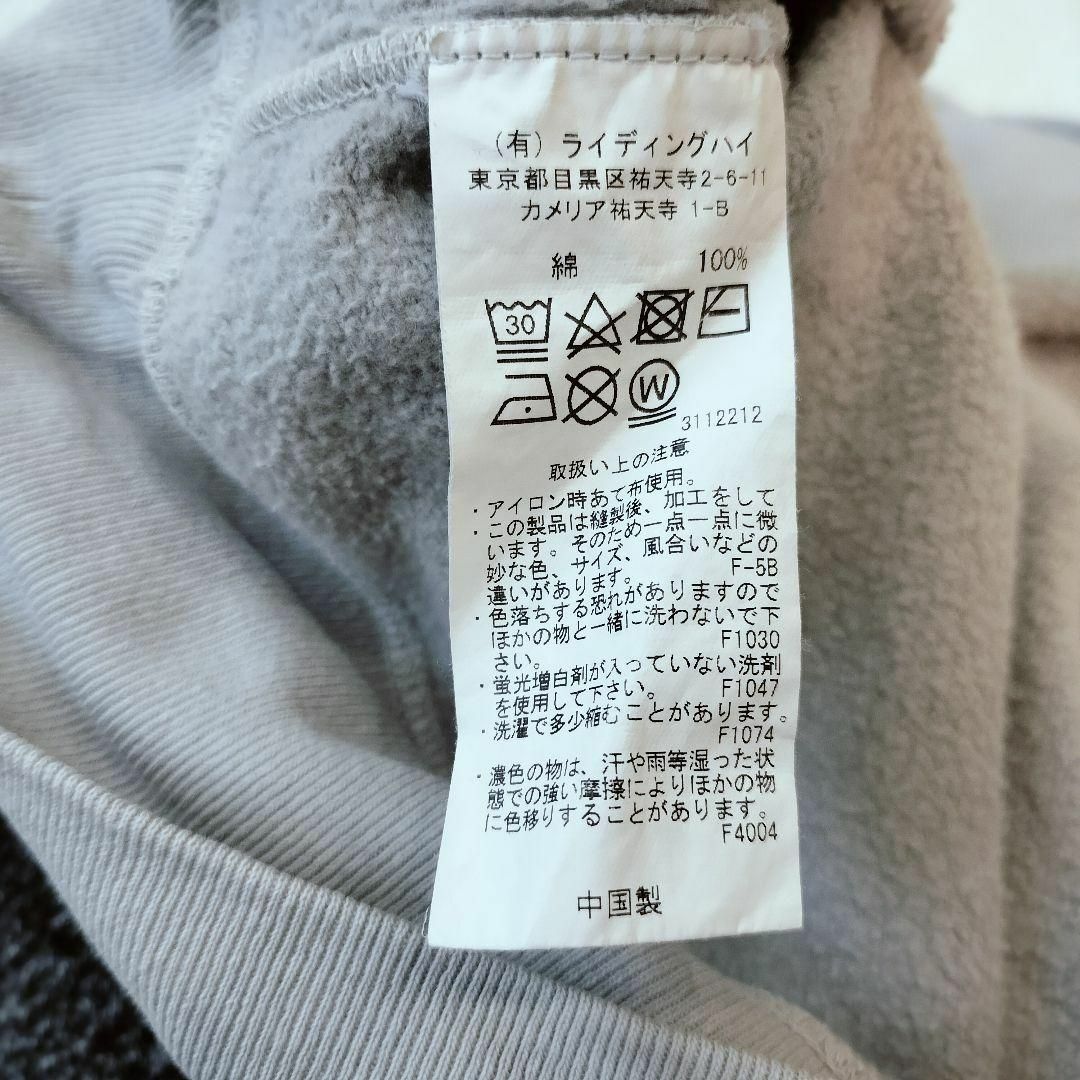 （有）ライディングハイ
東京都目黒区祐天寺2-6-11
カメリア祐天寺 1-B
綿 100%
30
W
3112212
取扱い上の注意
・アイロン時あて布使用。
・この製品は縫製後、加工をして
います。そのため一点一点に微
妙な色、サイズ、風合いなどの
違いがあります。 F-5B
・色落ちする恐れがありますので
ほかの物と一緒に洗わないで下
さい。 F1030
・蛍光増白剤が入っていない洗剤
を使用して下さい。 F1047
・洗濯で多少縮むことがあります。
F1074
・濃色の物は、汗や雨等湿った状
態での強い摩擦によりほかの物
に色移りすることがあります。
F4004
中国製